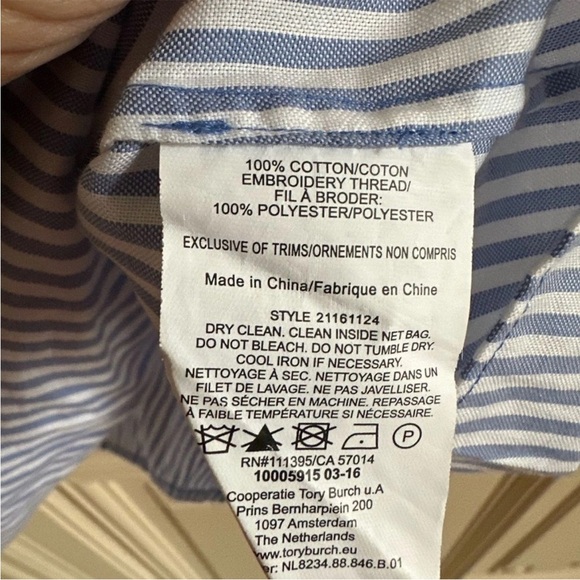 100% COTTON/COTON
EMBROIDERY THREAD/
FIL À BRODER:
100% POLYESTER/POLYESTER
EXCLUSIVE OF TRIMS/ORNEMENTS NON COMPRIS
Made in China/Fabrique en Chine
STYLE 21161124
DRY CLEAN. CLEAN INSIDE NET BAG.
DO NOT BLEACH. DO NOT TUMBLE DRY.
COOL IRON IF NECESSARY.
NETTOYAGE À SEC. NETTOYAGE DANS UN
FILET DE LAVAGE. NE PAS JAVELLISER.
NE PAS SÉCHER EN MACHINE. REPASSAGE
À FAIBLE TEMPÉRATURE SI NÉCESSAIRE.
P
RN#111395/CA 57014
10005915 03-16
Cooperatie Tory Burch u.A
Prins Bernharplein 200
1097 Amsterdam
The Netherlands
www.toryburch.eu
NL8234.88.846.B.01